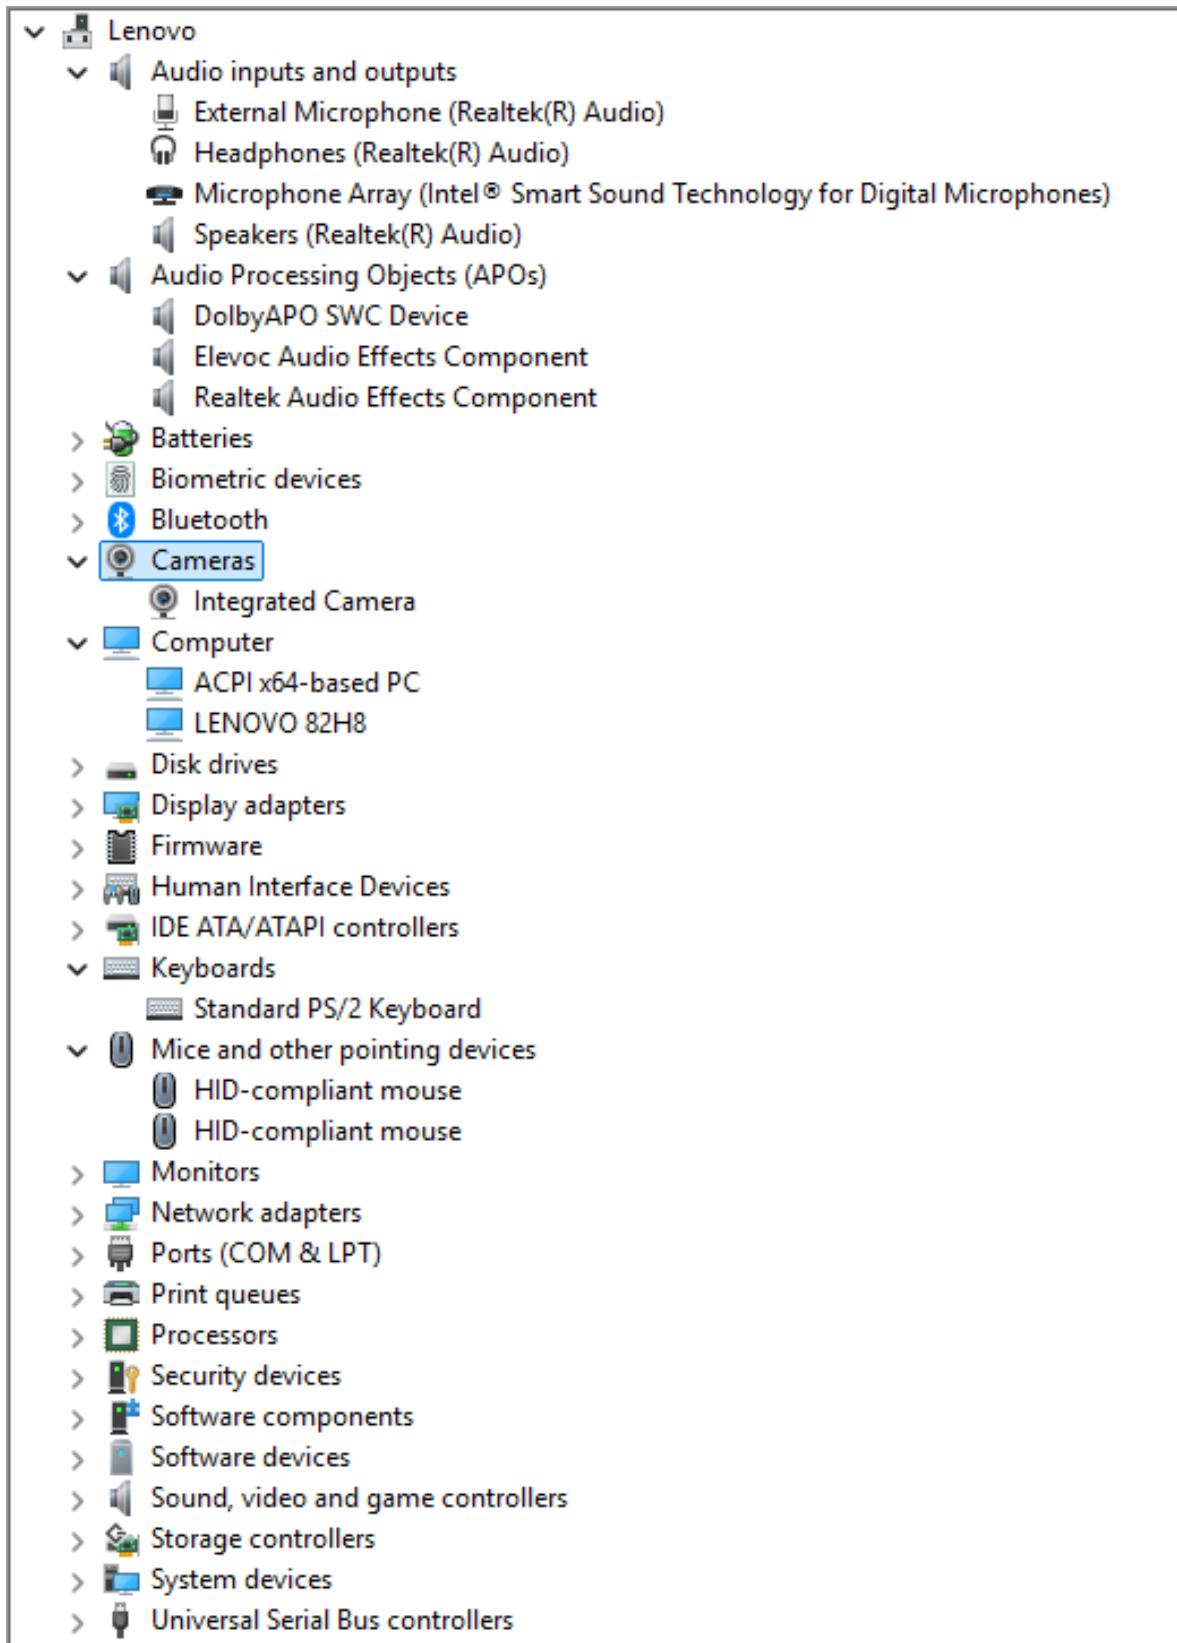 Lenovo
Audio inputs and outputs
External Microphone (Realtek(R) Audio)
Headphones (Realtek(R) Audio)
Microphone Array (Intel® Smart Sound Technology for Digital Microphones)
Speakers (Realtek(R) Audio)
Audio Processing Objects (APOs)
DolbyAPO SWC Device
Elevoc Audio Effects Component
Realtek Audio Effects Component
Batteries
Biometric devices
Bluetooth
Cameras
Integrated Camera
Computer
ACPI x64-based PC
LENOVO 82H8
Disk drives
Display adapters
Firmware
Human Interface Devices
IDE ATA/ATAPI controllers
Keyboards
Standard PS/2 Keyboard
Mice and other pointing devices
HID-compliant mouse
HID-compliant mouse
Monitors
Network adapters
Ports (COM & LPT)
Print queues
Processors
Security devices
Software components
Software devices
Sound, video and game controllers
Storage controllers
System devices
Universal Serial Bus controllers